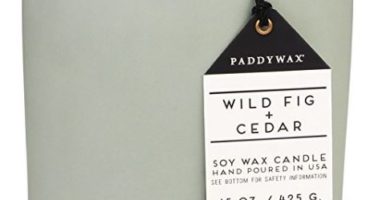 PADDYWAX®
WILD FIG
+
CEDAR
SOY WAX CANDLE
HAND POURED IN USA
SEE BOTTOM FOR SAFETY INFORMATION
15 OZ. / 425 G.